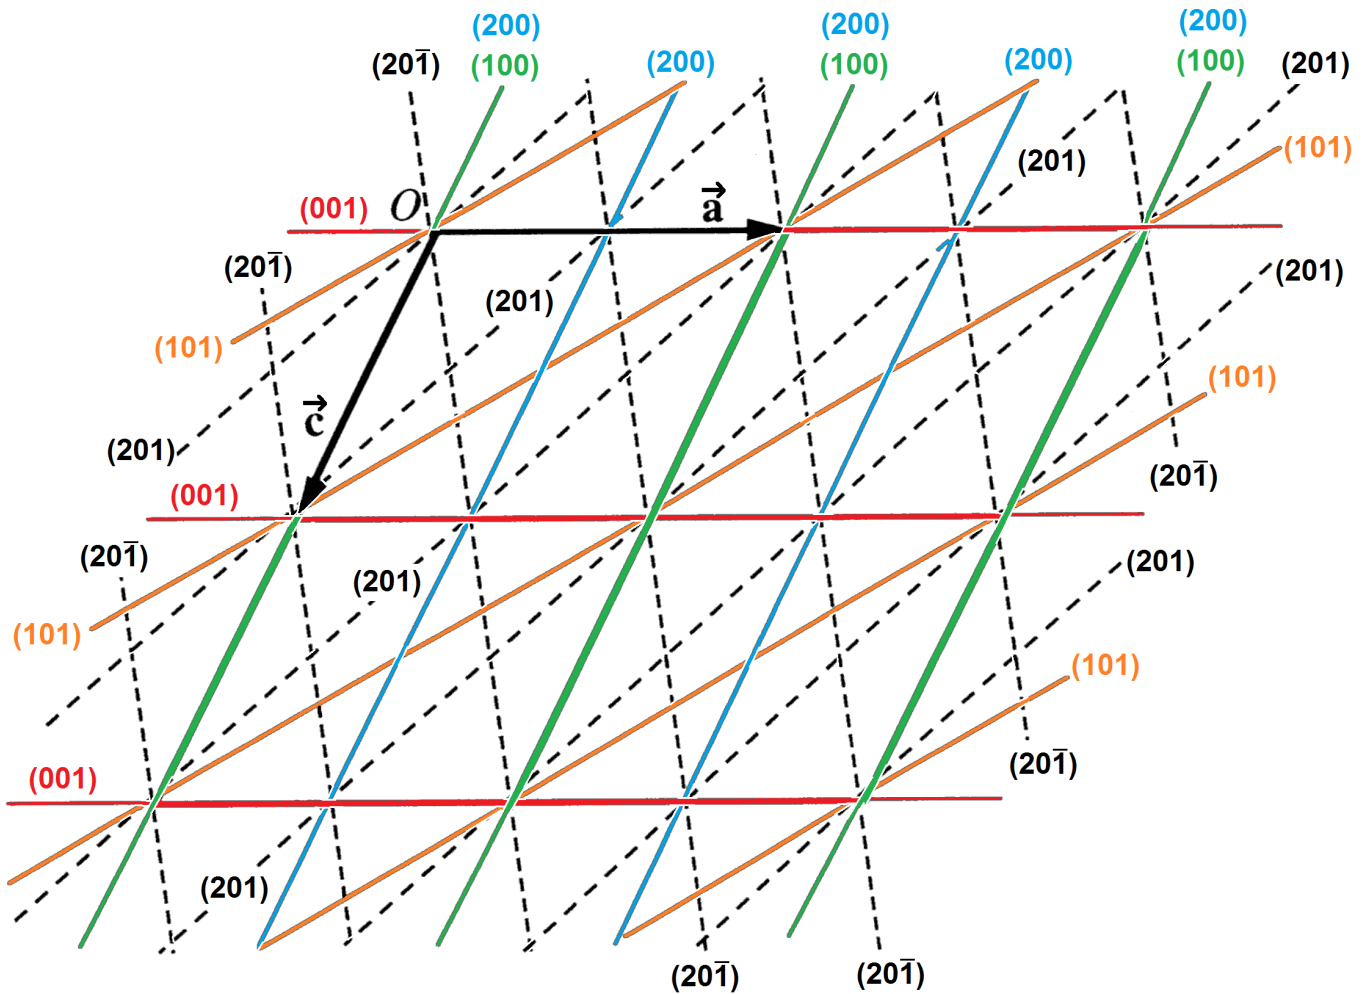 (200) (200) (200)
(201̅) (100) (200) (100) (200) (100) (201)
(201) (101)
(001) O a⃗
(201̅) (201) (201)
(101) (101)
c⃗
(201) (201̅)
(001)
(201̅) (201) (201)
(101) (101)
(001) (201̅)
(201)
(201̅) (201̅)